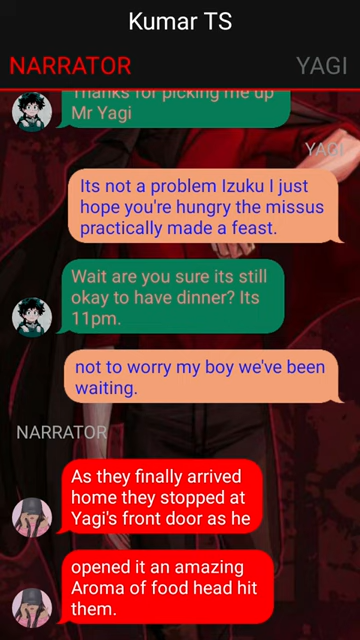 Kumar TS
NARRATOR
YAGI
Thanks for picking me up
Mr Yagi
YAGI
Its not a problem Izuku I just
hope you're hungry the missus
practically made a feast.
Wait are you sure its still
okay to have dinner? Its
11pm.
not to worry my boy we've been
waiting.
NARRATOR
As they finally arrived
home they stopped at
Yagi's front door as he
opened it an amazing
Aroma of food head hit
them.